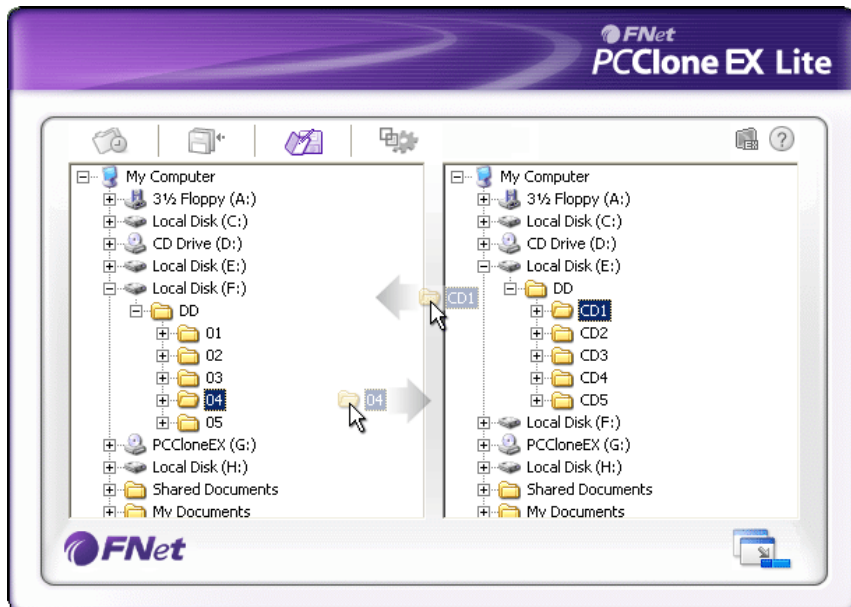 FNet
PCClone EX Lite
EX
?
My Computer
3½ Floppy (A:)
Local Disk (C:)
CD Drive (D:)
Local Disk (E:)
Local Disk (F:)
DD
01
02
03
04
05
PCCloneEX (G:)
Local Disk (H:)
Shared Documents
My Documents
CD1
04
My Computer
3½ Floppy (A:)
Local Disk (C:)
CD Drive (D:)
Local Disk (E:)
DD
CD1
CD2
CD3
CD4
CD5
Local Disk (F:)
PCCloneEX (G:)
Local Disk (H:)
Shared Documents
My Documents
FNet